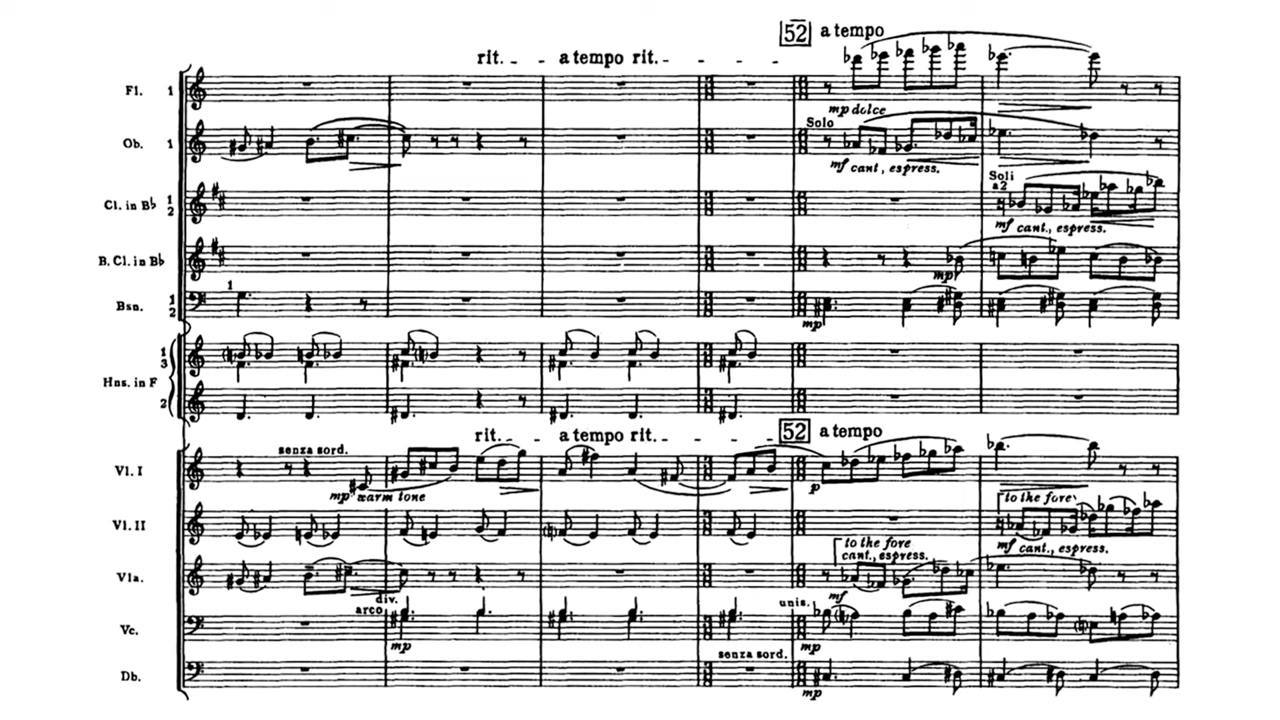 52 a tempo
rit. - - a tempo rit. - - - -
Fl. 1
mp dolce
Solo
Ob. 1
mf cant., espress.
Soli
a2
Cl. in B♭ 1 2
mf cant., espress.
B. Cl. in B♭
mp
1
Bsn. 1 2
mp
Hns. in F 1 3
2
rit. - - a tempo rit. - - - - 52 a tempo
senza sord.
Vl. I
mp warm tone
p
to the fore
Vl. II
mf cant., espress.
to the fore
cant., espress.
Vla.
mf
div.
arco
unis.
Vc.
mp
mp
senza sord.
Db.
mp